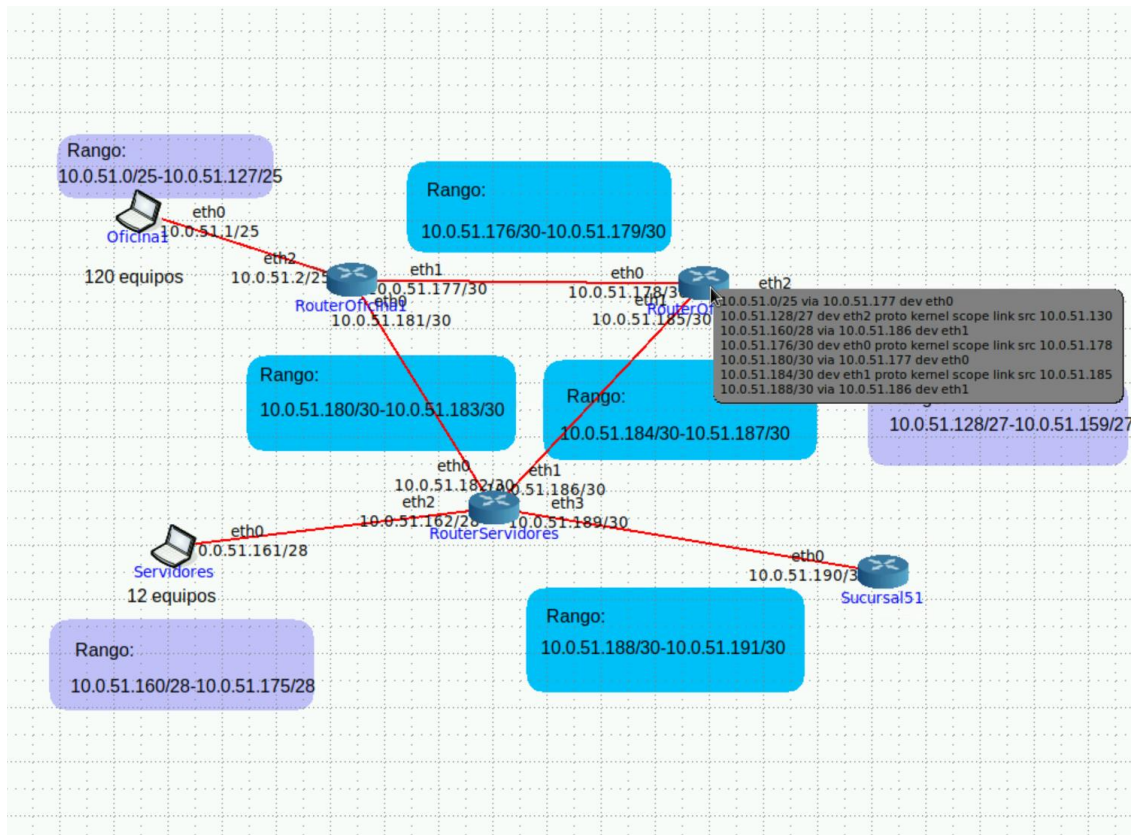 Rango:
10.0.51.0/25-10.0.51.127/25
eth0
10.0.51.1/25
Oficina1
120 equipos
eth2
10.0.51.2/25
RouterOficina1
eth1
10.0.51.177/30
eth0
10.0.51.181/30
Rango:
10.0.51.176/30-10.0.51.179/30
eth0
10.0.51.178/3
eth1
10.0.51.185/30
RouterOf
eth2
10.0.51.0/25 via 10.0.51.177 dev eth0
10.0.51.128/27 dev eth2 proto kernel scope link src 10.0.51.130
10.0.51.160/28 via 10.0.51.186 dev eth1
10.0.51.176/30 dev eth0 proto kernel scope link src 10.0.51.178
10.0.51.180/30 via 10.0.51.177 dev eth0
10.0.51.184/30 dev eth1 proto kernel scope link src 10.0.51.185
10.0.51.188/30 via 10.0.51.186 dev eth1
Rango:
10.0.51.180/30-10.0.51.183/30
Rango:
10.0.51.184/30-10.51.187/30
10.0.51.128/27-10.0.51.159/27
eth0
10.0.51.182/30
eth1
10.0.51.186/30
eth2
10.0.51.162/28
eth3
10.0.51.189/30
RouterServidores
eth0
0.0.51.161/28
Servidores
12 equipos
eth0
10.0.51.190/3
Sucursal51
Rango:
10.0.51.188/30-10.0.51.191/30
Rango:
10.0.51.160/28-10.0.51.175/28